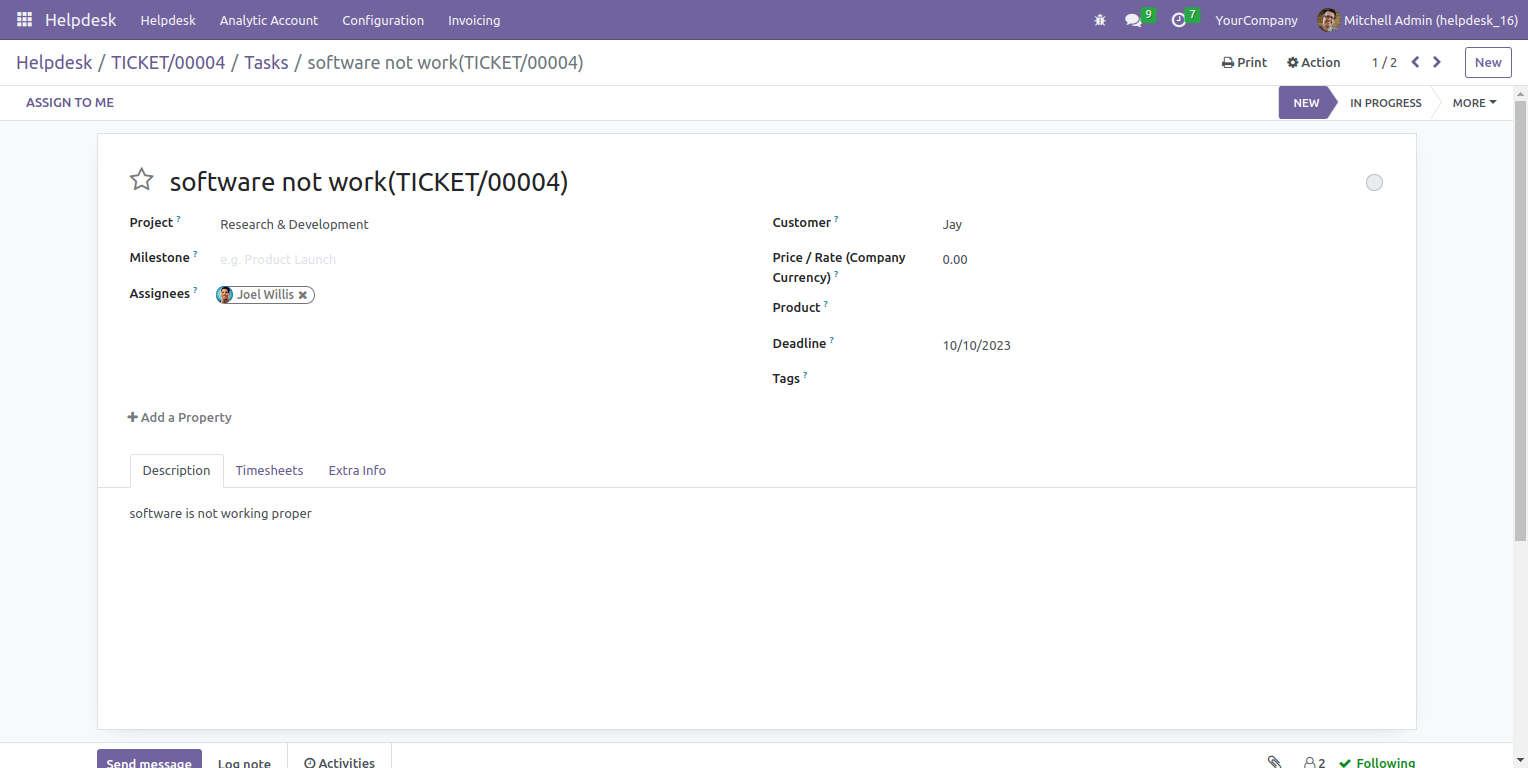 Helpdesk Helpdesk Analytic Account Configuration Invoicing 9 7 YourCompany Mitchell Admin (helpdesk_16)
Helpdesk / TICKET/00004 / Tasks / software not work(TICKET/00004) Print Action 1 / 2 New
ASSIGN TO ME NEW IN PROGRESS MORE
software not work(TICKET/00004)
Project ? Research & Development
Customer ? Jay
Milestone ? e.g. Product Launch
Price / Rate (Company
Currency) ? 0.00
Assignees ? Joel Willis
Product ?
Deadline ? 10/10/2023
Tags ?
Add a Property
Description Timesheets Extra Info
software is not working proper
Send message Log note Activities 2 Following